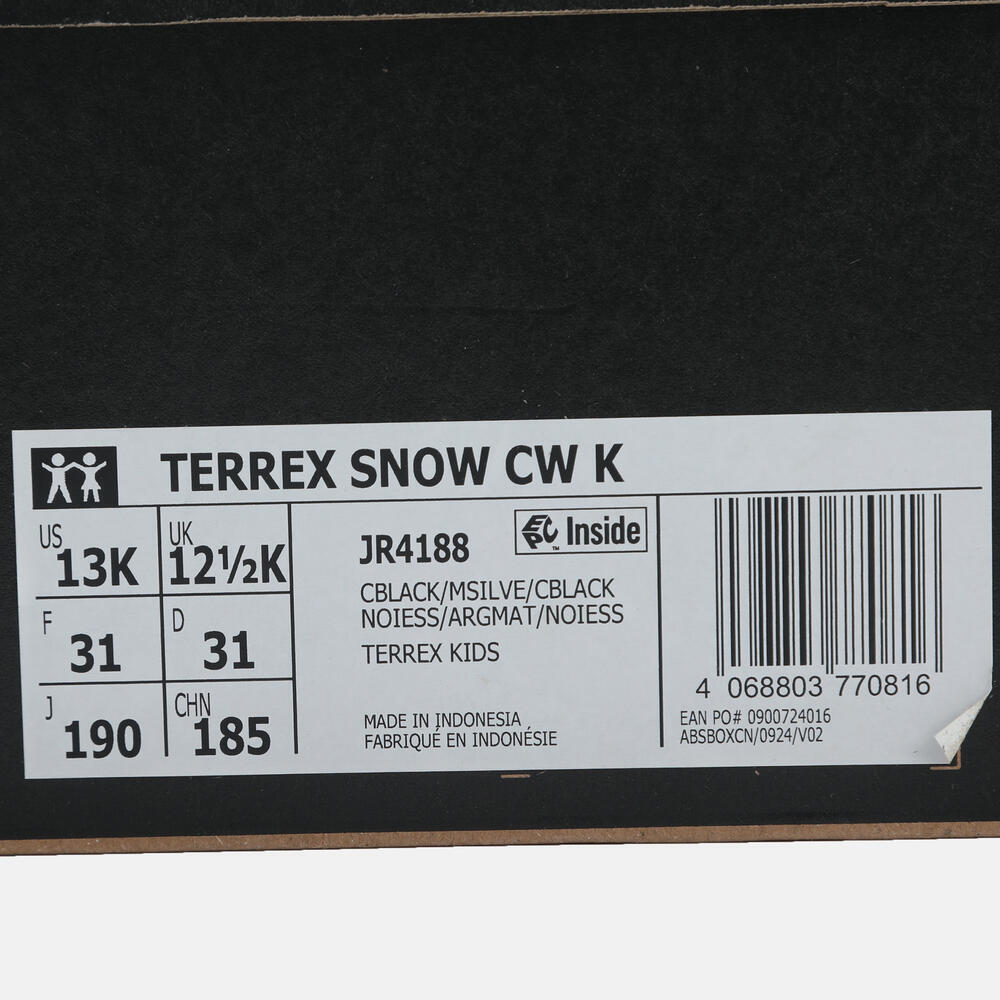 TERREX SNOW CW K
US 13K
UK 12½K
F 31
D 31
J 190
CHN 185
JR4188
EPC Inside
TM
CBLACK/MSILVE/CBLACK
NOIESS/ARGMAT/NOIESS
TERREX KIDS
MADE IN INDONESIA
FABRIQUÉ EN INDONÉSIE
4 068803 770816
EAN PO# 0900724016
ABSBOXCN/0924/V02